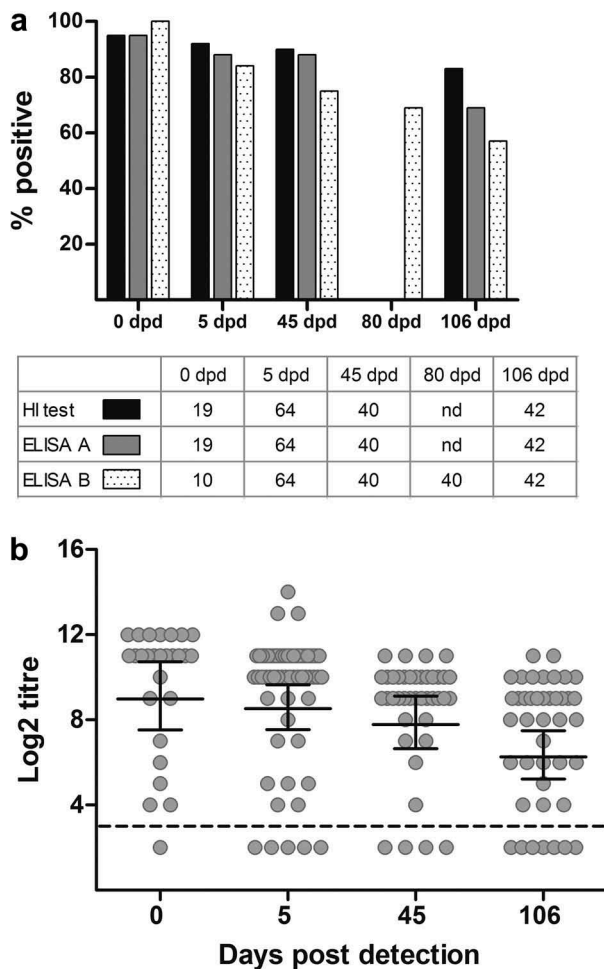 a
% positive
100
80
60
40
20
0 dpd 5 dpd 45 dpd 80 dpd 106 dpd
0 dpd 5 dpd 45 dpd 80 dpd 106 dpd
HI test 19 64 40 nd 42
ELISA A 19 64 40 nd 42
ELISA B 10 64 40 40 42
b
Log2 titre
16
12
8
4
0 5 45 106
Days post detection